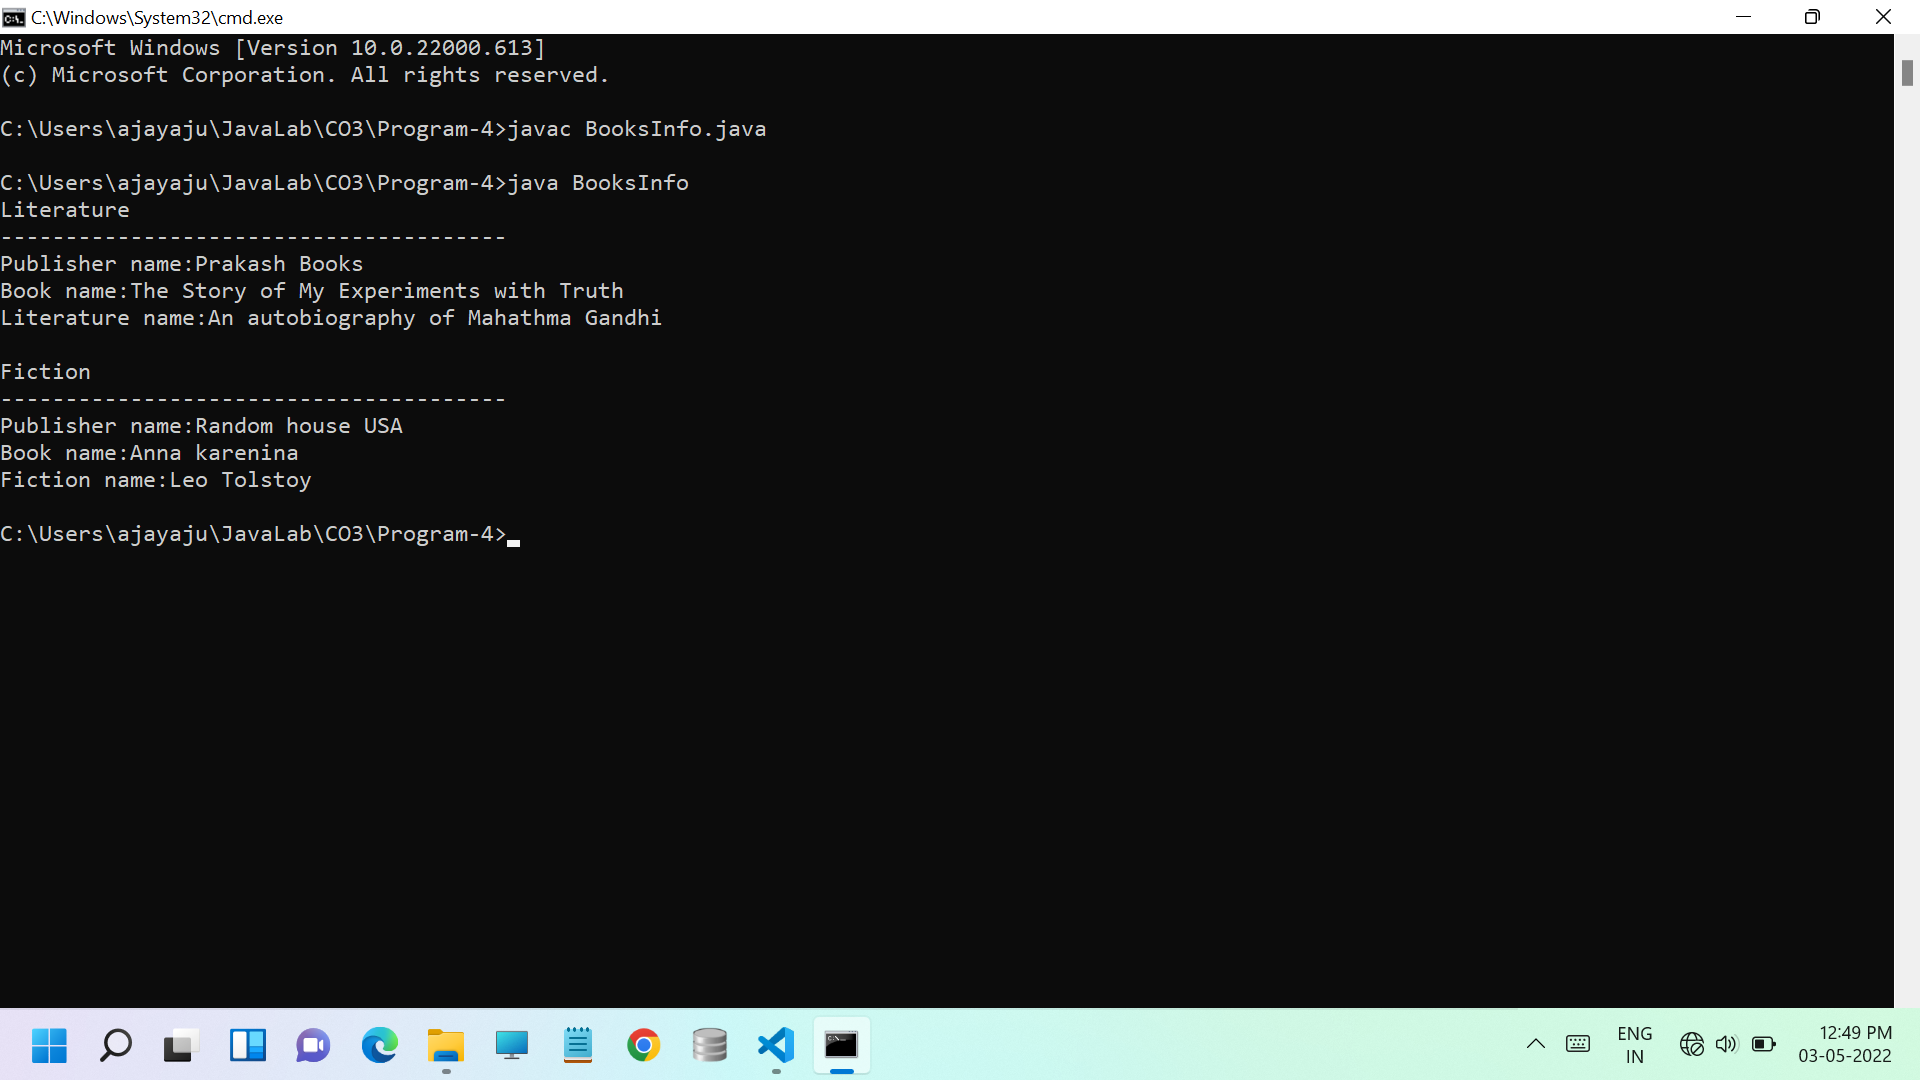 C:\Windows\System32\cmd.exe
Microsoft Windows [Version 10.0.22000.613]
(c) Microsoft Corporation. All rights reserved.
C:\Users\ajayaju\JavaLab\CO3\Program-4>javac BooksInfo.java
C:\Users\ajayaju\JavaLab\CO3\Program-4>java BooksInfo
Literature
---------------------------------------
Publisher name:Prakash Books
Book name:The Story of My Experiments with Truth
Literature name:An autobiography of Mahathma Gandhi
Fiction
---------------------------------------
Publisher name:Random house USA
Book name:Anna karenina
Fiction name:Leo Tolstoy
C:\Users\ajayaju\JavaLab\CO3\Program-4>
ENG
IN
12:49 PM
03-05-2022